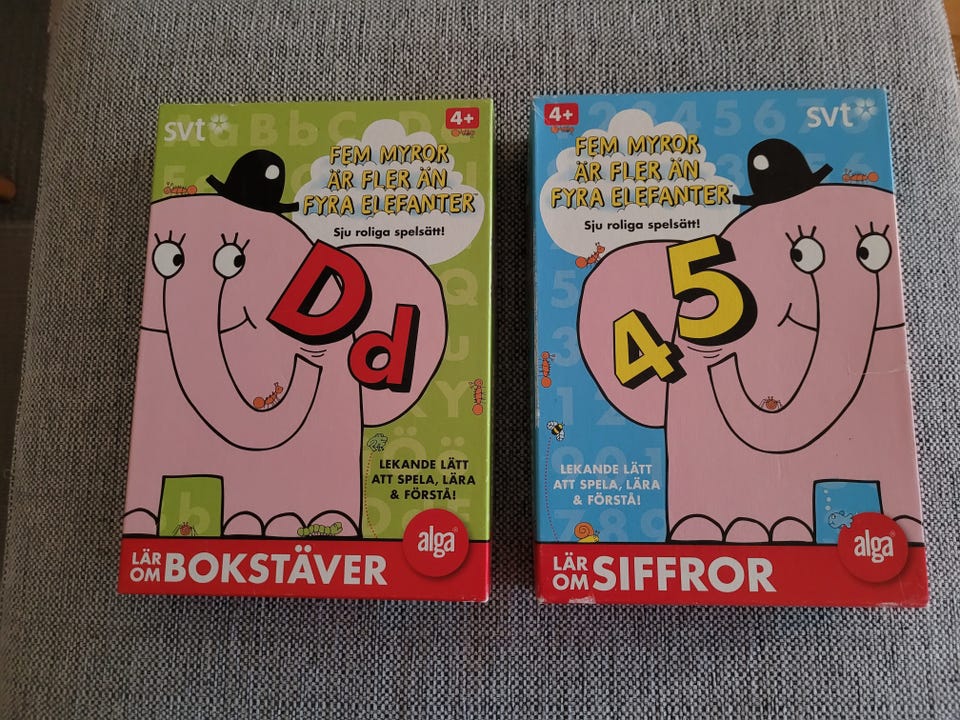 svt
4+
FEM MYROR
ÄR FLER ÄN
FYRA ELEFANTER
Sju roliga spelsätt!
D d
LEKANDE LÄTT
ATT SPELA, LÄRA
& FÖRSTÅ!
LÄR
OM BOKSTÄVER
alga
4+
svt
FEM MYROR
ÄR FLER ÄN
FYRA ELEFANTER
Sju roliga spelsätt!
4 5
LEKANDE LÄTT
ATT SPELA, LÄRA
& FÖRSTÅ!
LÄR
OM SIFFROR
alga